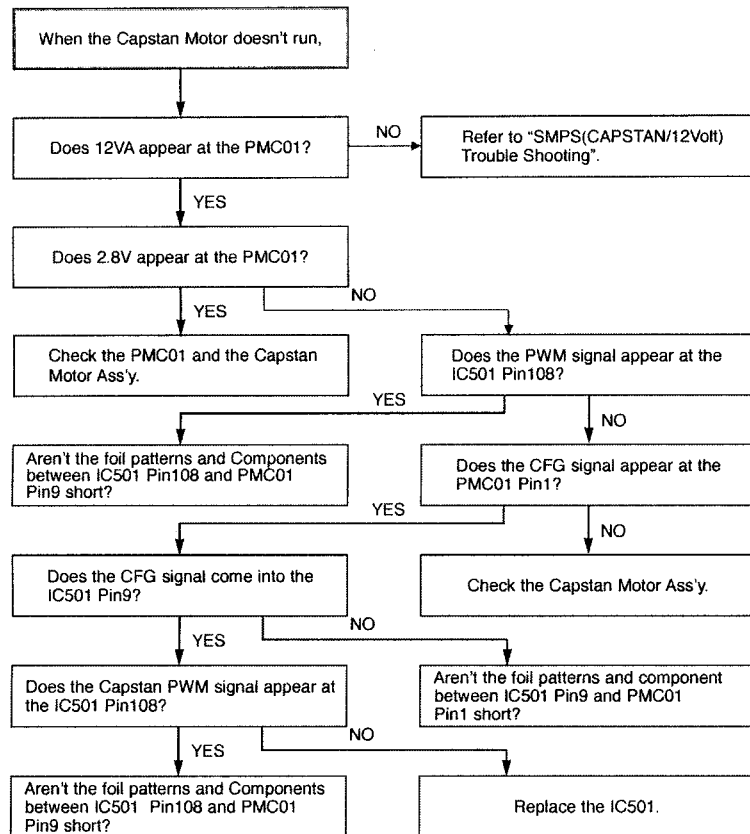 When the Capstan Motor doesn't run,
Does 12VA appear at the PMC01?
NO
Refer to "SMPS(CAPSTAN/12Volt)
Trouble Shooting".
YES
Does 2.8V appear at the PMC01?
YES
NO
Check the PMC01 and the Capstan
Motor Ass'y.
Does the PWM signal appear at the
IC501 Pin108?
YES
NO
Aren't the foil patterns and Components
between IC501 Pin108 and PMC01
Pin9 short?
Does the CFG signal appear at the
PMC01 Pin1?
YES
NO
Does the CFG signal come into the
IC501 Pin9?
Check the Capstan Motor Ass'y.
YES
NO
Does the Capstan PWM signal appear at
the IC501 Pin108?
Aren't the foil patterns and component
between IC501 Pin9 and PMC01
Pin1 short?
YES
NO
Aren't the foil patterns and Components
between IC501 Pin108 and PMC01
Pin9 short?
Replace the IC501.